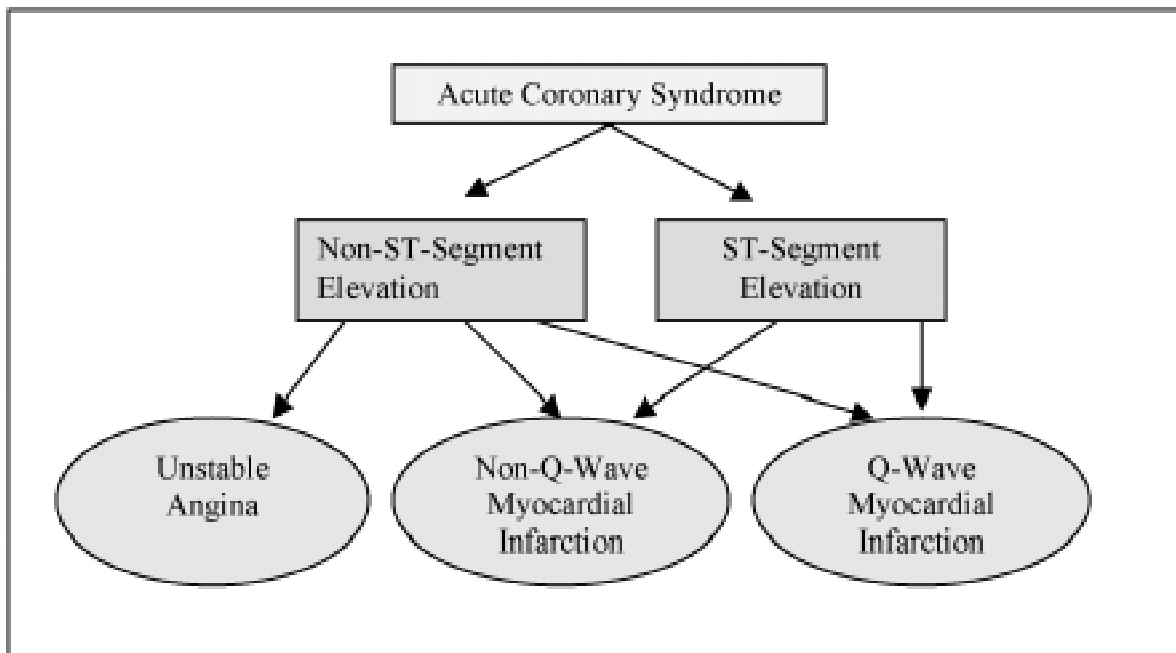 Acute Coronary Syndrome
Non-ST-Segment
Elevation
ST-Segment
Elevation
Unstable
Angina
Non-Q-Wave
Myocardial
Infarction
Q-Wave
Myocardial
Infarction